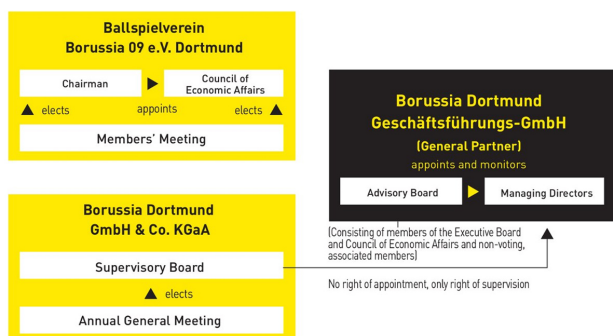 Ballspielverein
Borussia 09 e.V. Dortmund
Chairman
Council of
Economic Affairs
elects
appoints
elects
Members' Meeting
Borussia Dortmund
GmbH & Co. KGaA
Supervisory Board
elects
Annual General Meeting
Borussia Dortmund
Geschäftsführungs-GmbH
(General Partner)
appoints and monitors
Advisory Board
Managing Directors
(Consisting of members of the Executive Board
and Council of Economic Affairs and non-voting,
associated members)
No right of appointment, only right of supervision